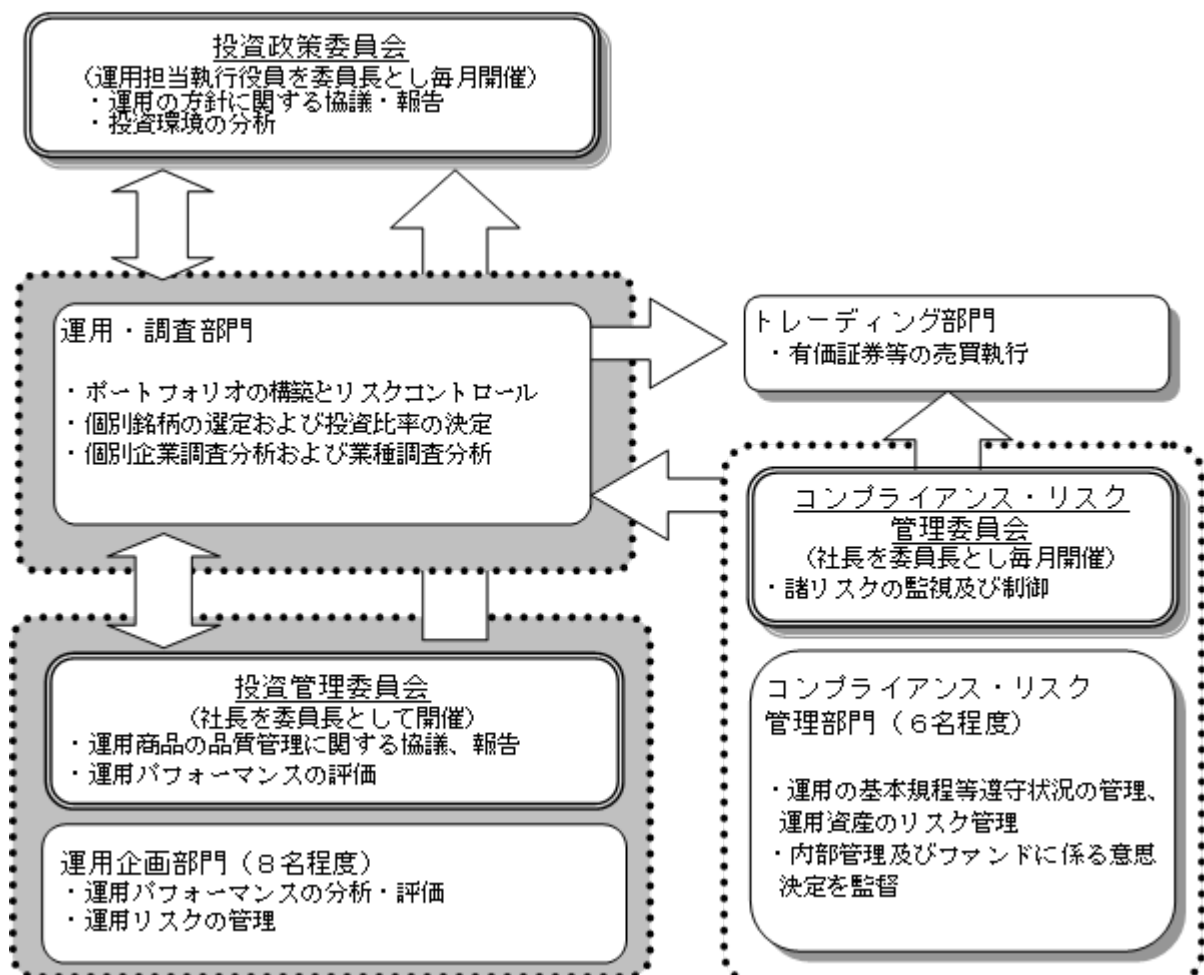 投資政策委員会
(運用担当執行役員を委員長とし毎月開催)
・運用の方針に関する協議・報告
・投資環境の分析
運用・調査部門
・ポートフォリオの構築とリスクコントロール
・個別銘柄の選定および投資比率の決定
・個別企業調査分析および業種調査分析
トレーディング部門
・有価証券等の売買執行
コンプライアンス・リスク
管理委員会
(社長を委員長とし毎月開催)
・諸リスクの監視及び制御
投資管理委員会
(社長を委員長として開催)
・運用商品の品質管理に関する協議、報告
・運用パフォーマンスの評価
運用企画部門(8名程度)
・運用パフォーマンスの分析・評価
・運用リスクの管理
コンプライアンス・リスク
管理部門(6名程度)
・運用の基本規程等遵守状況の管理、
運用資産のリスク管理
・内部管理及びファンドに係る意思
決定を監督